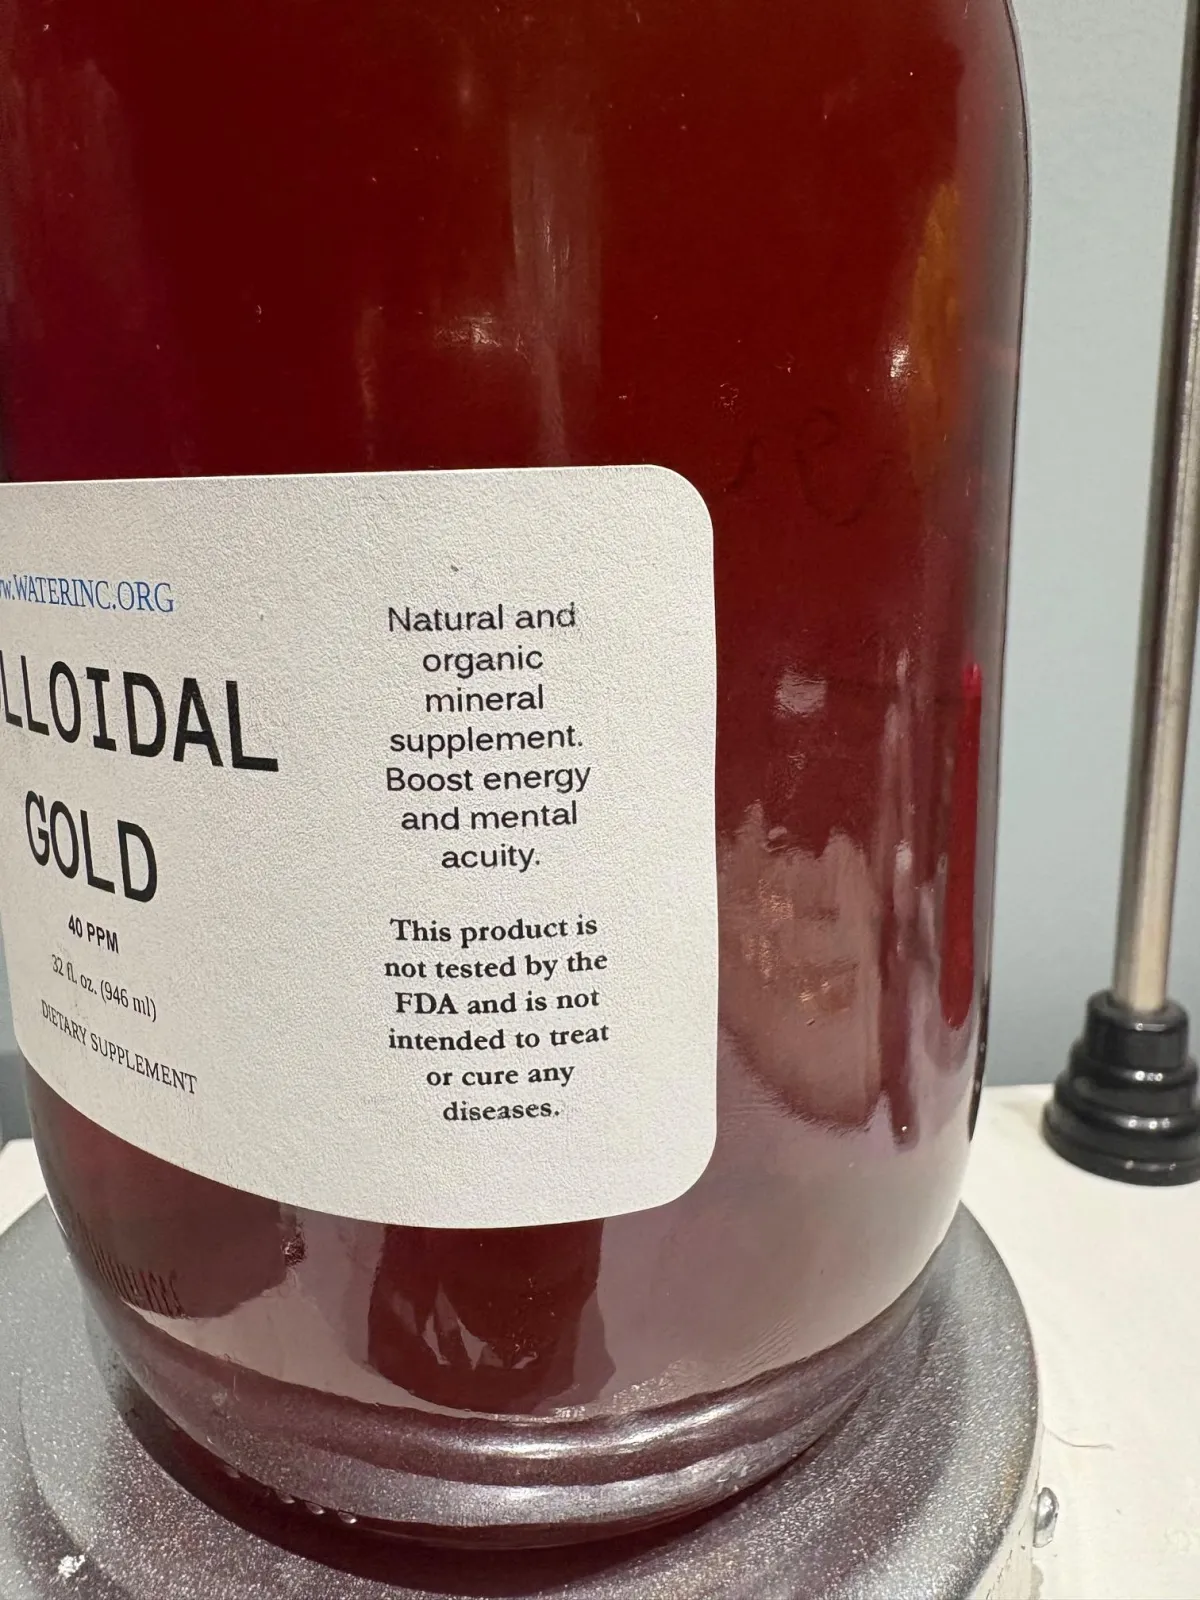 w.WATERINC.ORG
LLOIDAL
GOLD
40 PPM
32 fl. oz. (946 ml)
DIETARY SUPPLEMENT
Natural and
organic
mineral
supplement.
Boost energy
and mental
acuity.
This product is
not tested by the
FDA and is not
intended to treat
or cure any
diseases.